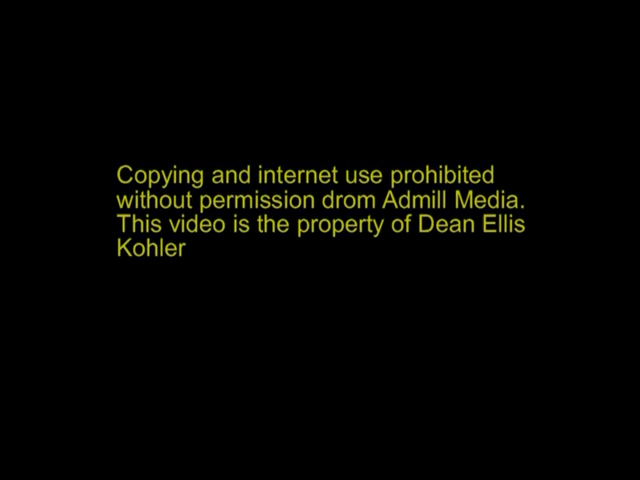 Copying and internet use prohibited
without permission drom Admill Media.
This video is the property of Dean Ellis
Kohler